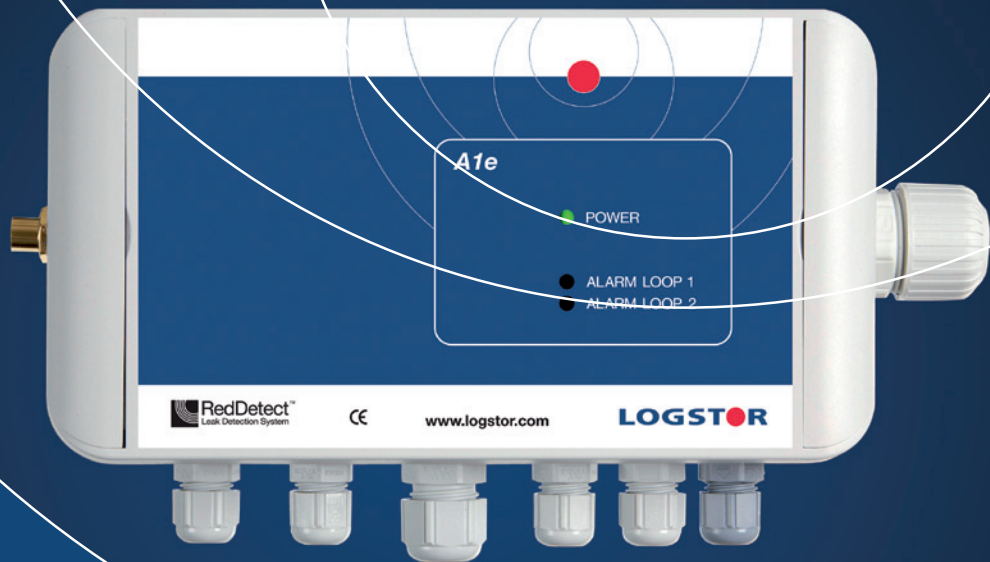 A1e
POWER
ALARM LOOP 1
ALARM LOOP 2
RedDetect™
Leak Detection System
CE
www.logstor.com
LOGSTOR